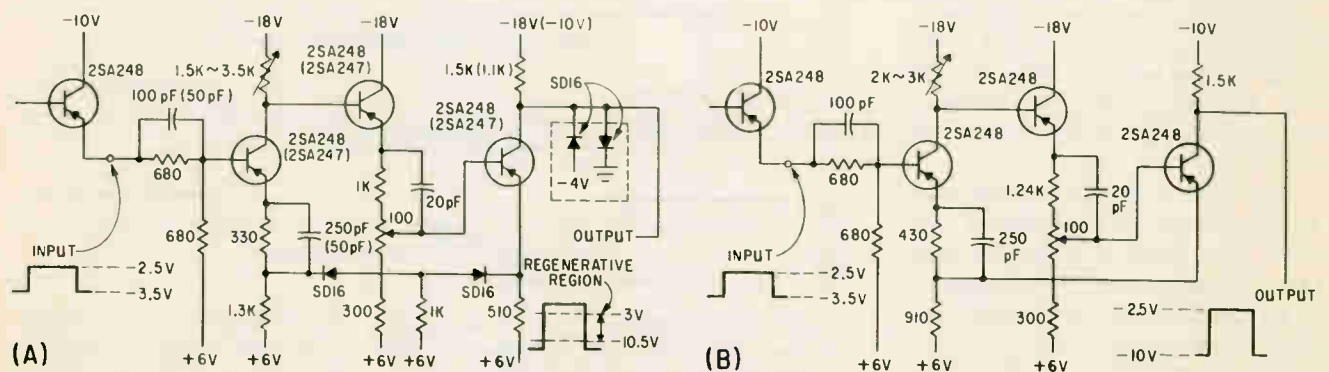 -10V
-18V
-18V
-18V(-10V)
2SA248
1.5K~3.5K
2SA248
(2SA247)
1.5K(1.1K)
SD16
100pF(50pF)
2SA248
(2SA247)
2SA248
(2SA247)
680
-4V
1K
20pF
INPUT
680
330
250pF
(50pF)
100
OUTPUT
REGENERATIVE
REGION
-2.5V
-3.5V
SD16
SD16
1.3K
300
1K
510
-3V
-10.5V
(A)
+6V
+6V
+6V
+6V
+6V
-10V
-18V
-18V
-10V
2SA248
2K~3K
2SA248
1.5K
100pF
2SA248
2SA248
680
1.24K
20
pF
INPUT
680
430
250
pF
100
-2.5V
-3.5V
OUTPUT
910
300
-2.5V
-10V
(B)
+6V
+6V
+6V